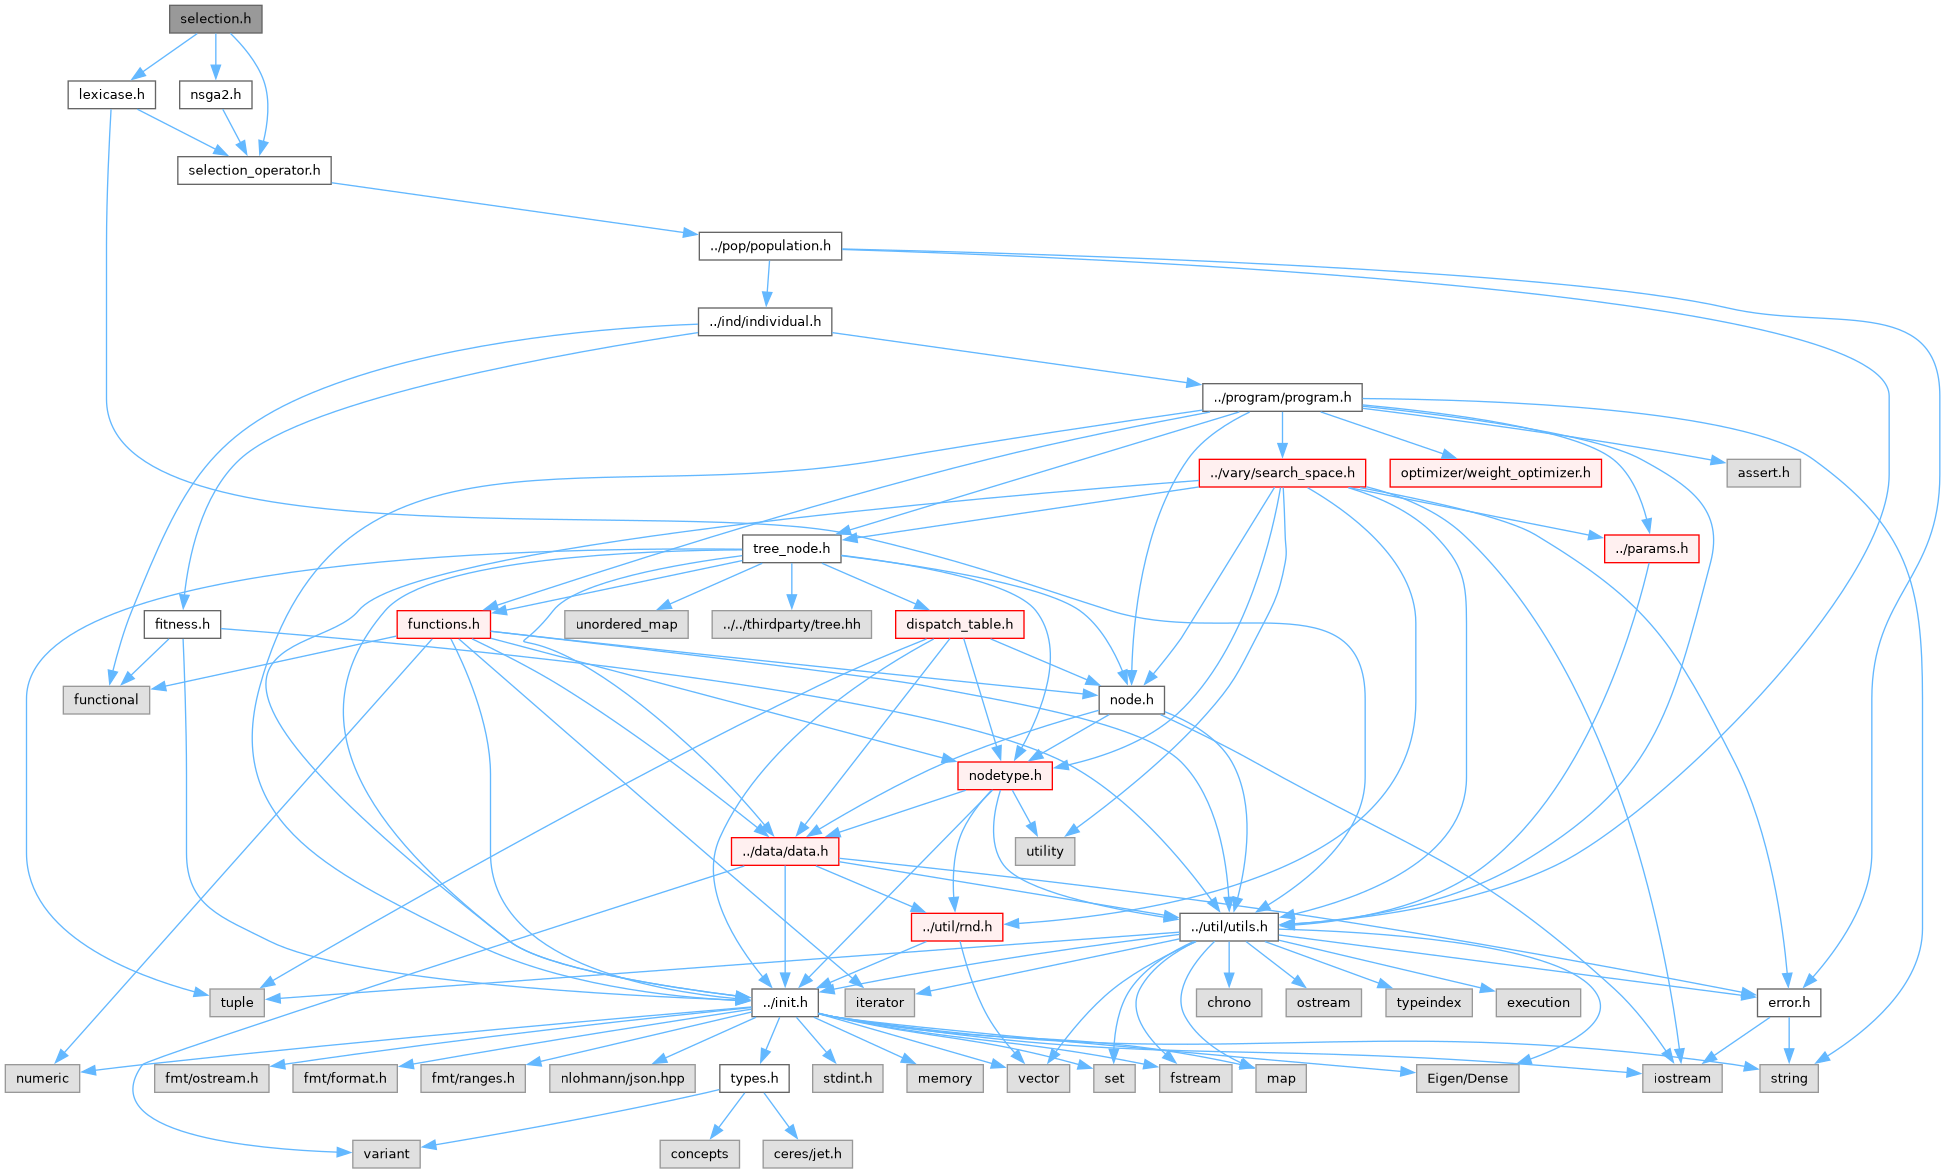 selection.h
lexicase.h
nsga2.h
selection_operator.h
../pop/population.h
../ind/individual.h
../program/program.h
../vary/search_space.h
optimizer/weight_optimizer.h
assert.h
tree_node.h
../params.h
fitness.h
functions.h
unordered_map
../../thirdparty/tree.hh
dispatch_table.h
functional
node.h
nodetype.h
../data/data.h
utility
../util/rnd.h
../util/utils.h
tuple
../init.h
iterator
chrono
ostream
typeindex
execution
error.h
numeric
fmt/ostream.h
fmt/format.h
fmt/ranges.h
nlohmann/json.hpp
types.h
stdint.h
memory
vector
set
fstream
map
Eigen/Dense
iostream
string
variant
concepts
ceres/jet.h